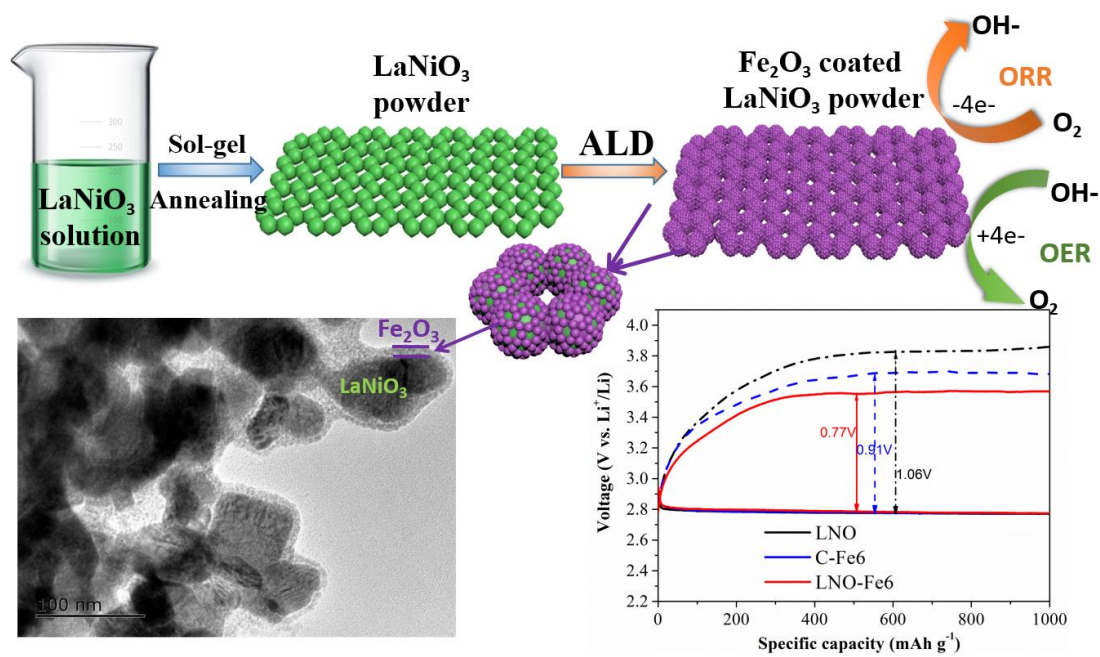 LaNiO₃
solution
300
250
200
Sol-gel
Annealing
LaNiO₃
powder
ALD
Fe₂O₃ coated
LaNiO₃ powder
OH-
ORR
-4e-
O₂
OH-
+4e-
OER
O₂
Fe₂O₃
LaNiO₃
100 nm
4.0
3.8
3.6
3.4
3.2
3.0
2.8
2.6
2.4
2.2
Voltage (V vs. Li⁺/Li)
0.77V
0.91V
1.06V
LNO
C-Fe6
LNO-Fe6
0
200
400
600
800
1000
Specific capacity (mAh g⁻¹)